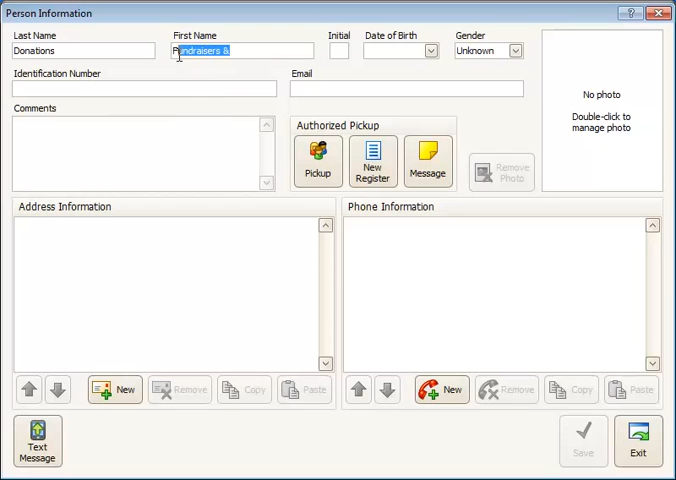 Person Information
Last Name
First Name
Initial
Date of Birth
Gender
Donations
Fundraisers &
Unknown
Identification Number
Email
No photo
Double-click to
manage photo
Comments
Authorized Pickup
Pickup
New
Register
Message
Remove
Photo
Address Information
Phone Information
New
Remove
Copy
Paste
New
Remove
Copy
Paste
Text
Message
Save
Exit